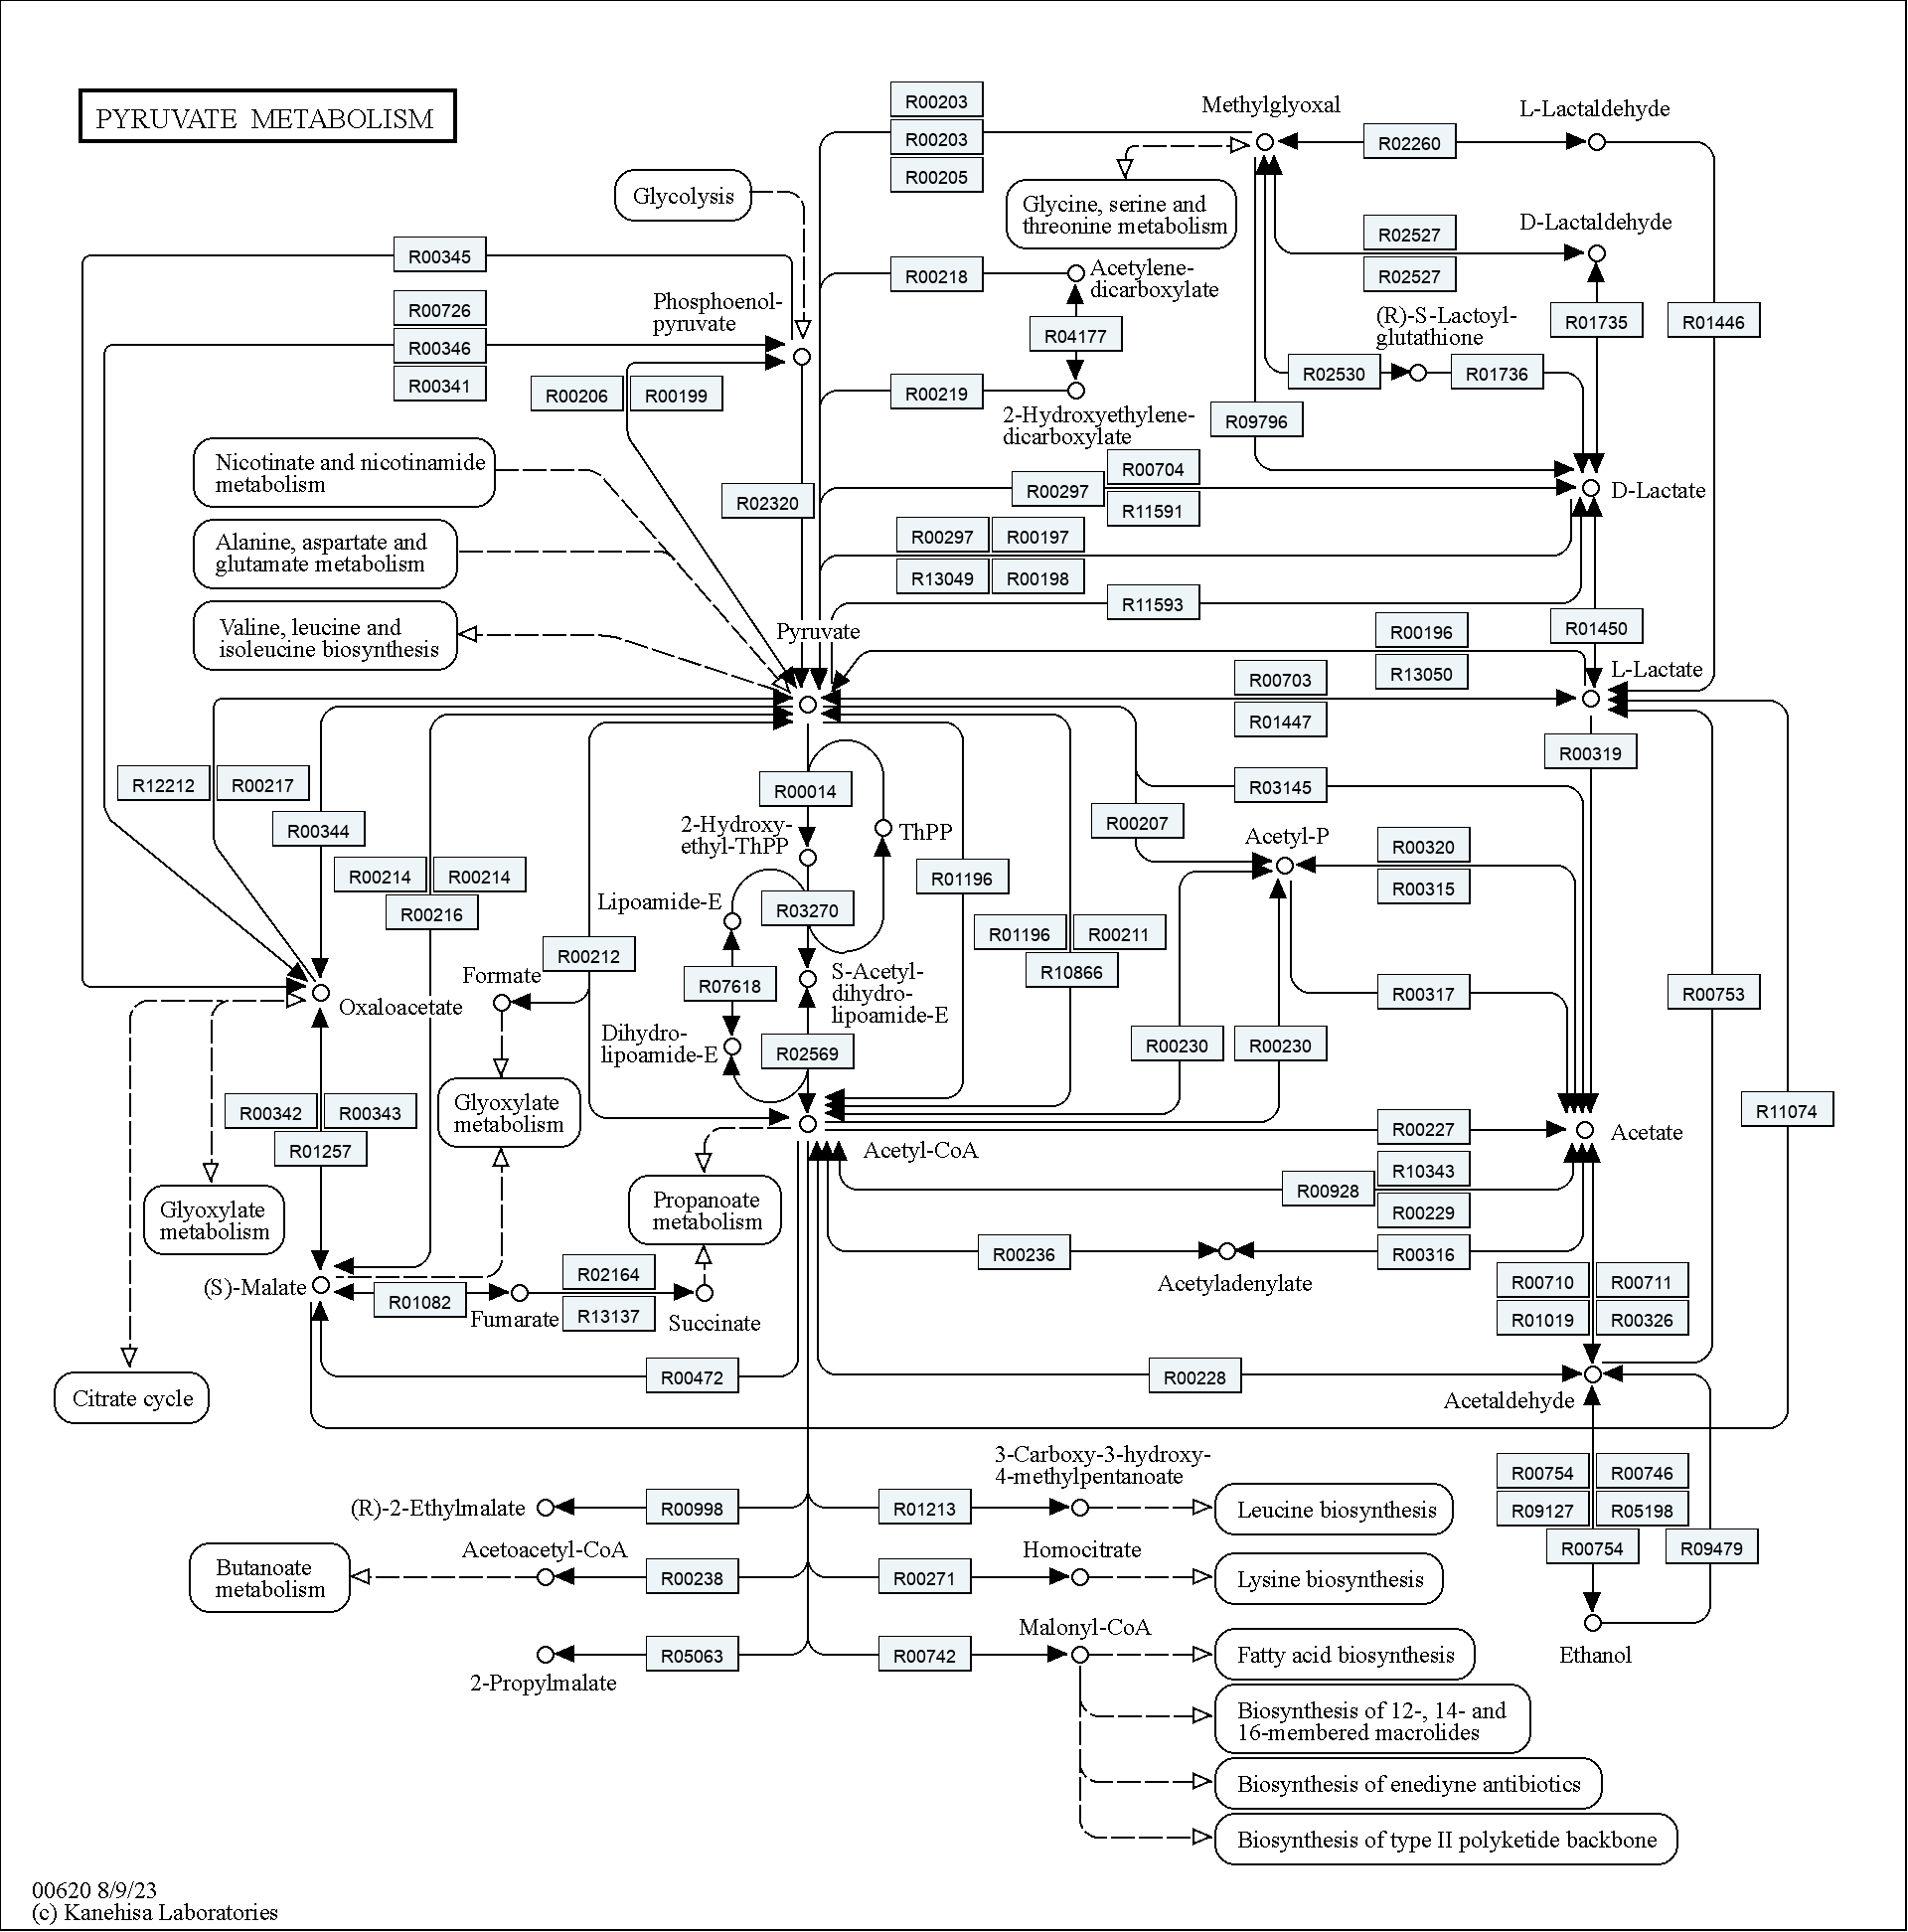 PYRUVATE METABOLISM
R00203
Methylglyoxal
L-Lactaldehyde
R00203
R02260
R00205
Glycolysis
Glycine, serine and
threonine metabolism
R02527
D-Lactaldehyde
R00345
R00218
Acetylene-
dicarboxylate
R02527
R00726
Phosphoenol-
pyruvate
R04177
(R)-S-Lactoyl-
glutathione
R01735
R01446
R00346
R00341
R00206
R00199
R00219
R02530
R01736
2-Hydroxyethylene-
dicarboxylate
R09796
Nicotinate and nicotinamide
metabolism
R02320
R00297
R00704
R11591
D-Lactate
Alanine, aspartate and
glutamate metabolism
R00297
R00197
R13049
R00198
R11593
Valine, leucine and
isoleucine biosynthesis
Pyruvate
R00196
R01450
R13050
L-Lactate
R00703
R01447
R00319
R12212
R00217
R00014
R03145
R00344
2-Hydroxy-
ethyl-ThPP
ThPP
R00207
Acetyl-P
R00320
R00315
R00214
R00214
R01196
R00216
Lipoamide-E
R03270
R01196
R00211
R10866
R00212
Formate
R07618
S-Acetyl-
dihydro-
lipoamide-E
R00317
R00753
Oxaloacetate
Dihydro-
lipoamide-E
R02569
R00230
R00230
R00342
R00343
R01257
Glyoxylate
metabolism
R11074
Acetyl-CoA
R00227
Acetate
R10343
R00928
R00229
Glyoxylate
metabolism
Propanoate
metabolism
R00236
R00316
Acetyladenylate
(S)-Malate
R01082
Fumarate
R02164
R13137
Succinate
R00710
R00711
R01019
R00326
R00472
R00228
Citrate cycle
Acetaldehyde
3-Carboxy-3-hydroxy-
4-methylpentanoate
R00754
R00746
(R)-2-Ethylmalate
R00998
R01213
Leucine biosynthesis
R09127
R05198
Acetoacetyl-CoA
Homocitrate
R00754
R09479
Butanoate
metabolism
R00238
R00271
Lysine biosynthesis
Malonyl-CoA
R05063
R00742
Fatty acid biosynthesis
Ethanol
2-Propylmalate
Biosynthesis of 12-, 14- and
16-membered macrolides
Biosynthesis of enediyne antibiotics
Biosynthesis of type II polyketide backbone
00620 8/9/23
(c) Kanehisa Laboratories